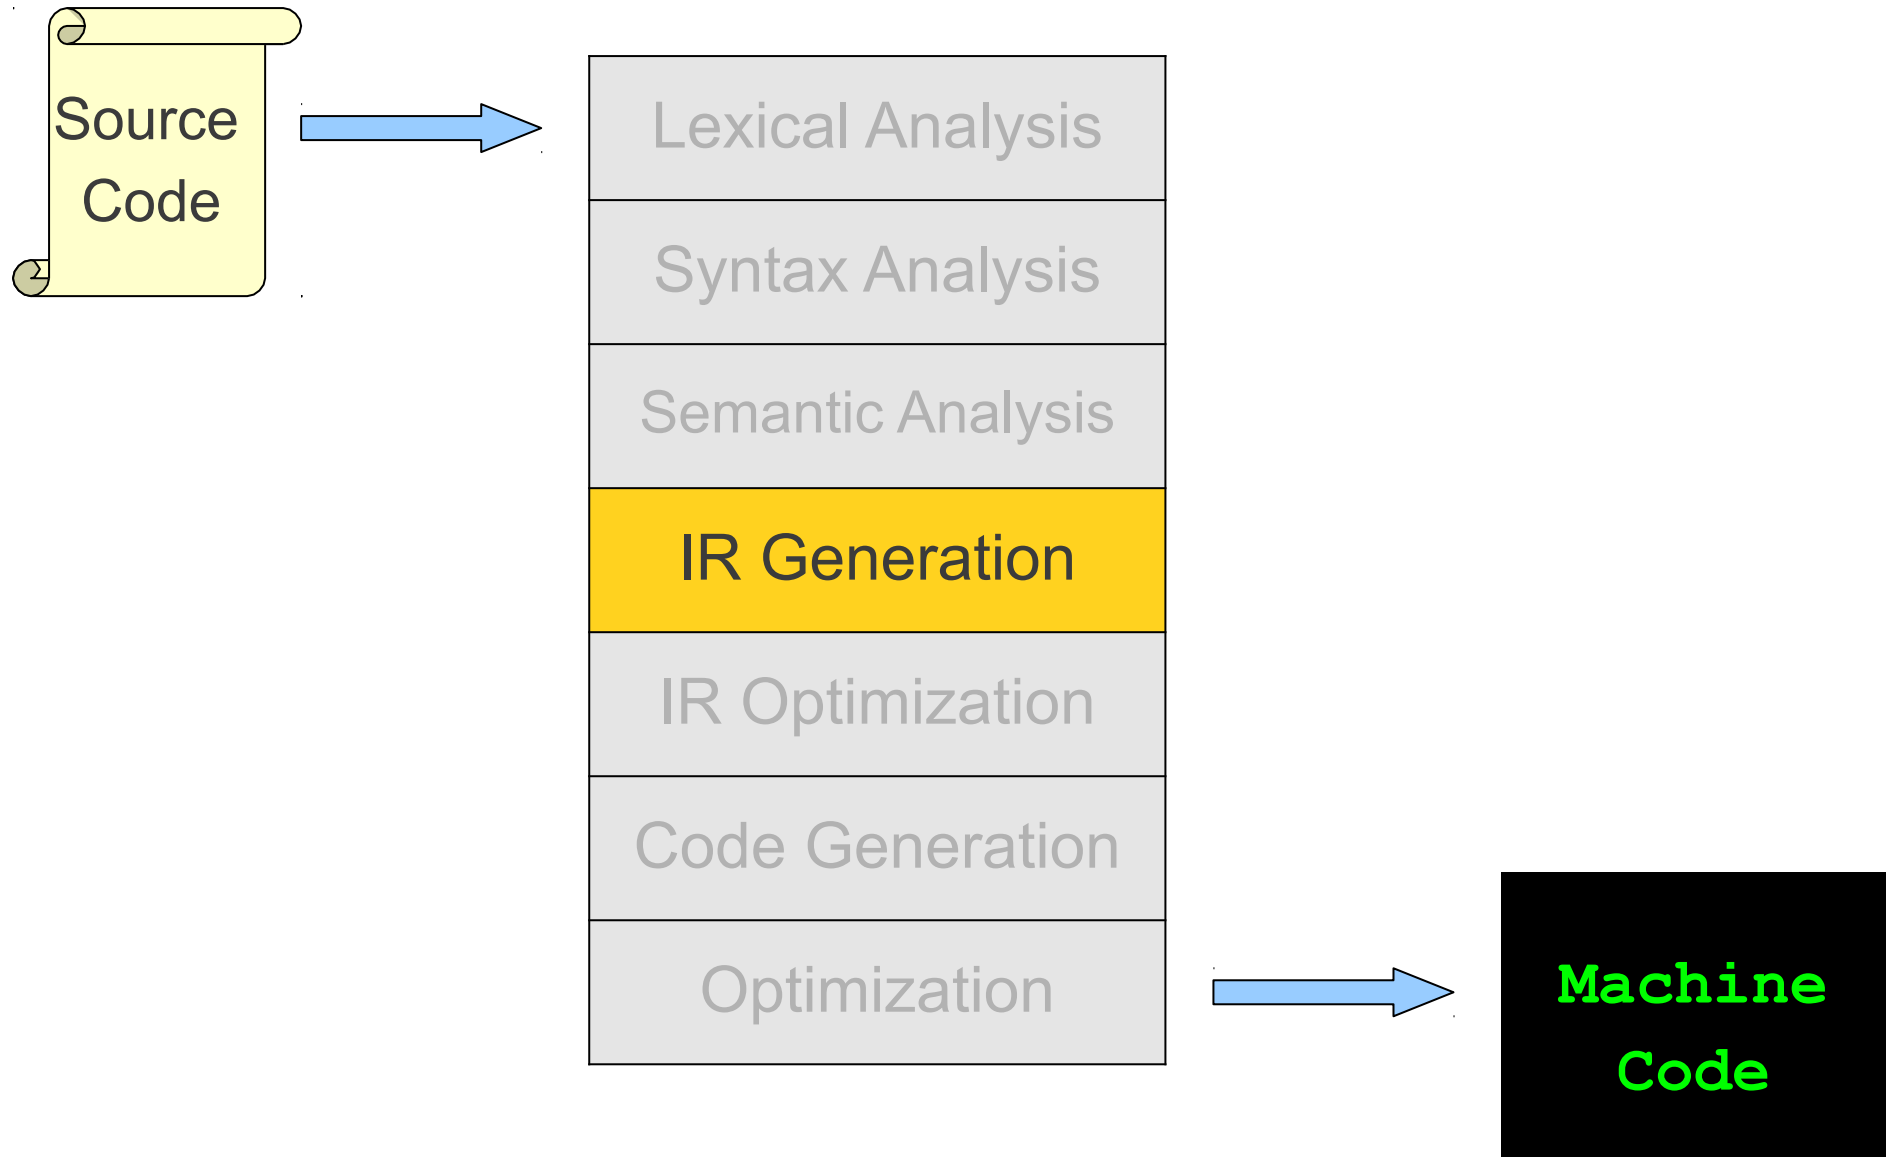 Source
Code
Lexical Analysis
Syntax Analysis
Semantic Analysis
IR Generation
IR Optimization
Code Generation
Optimization
Machine
Code